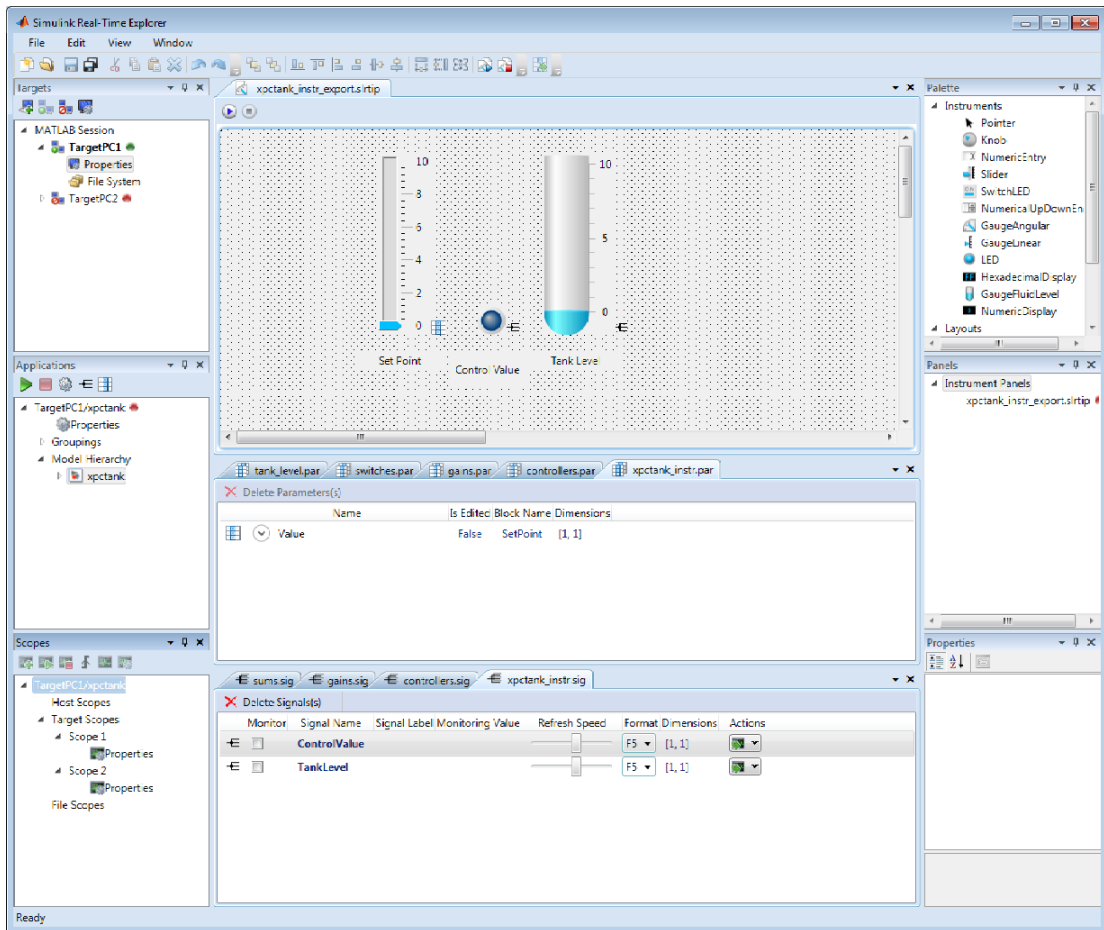 Simulink Real-Time Explorer
File Edit View Window
Targets
MATLAB Session
TargetPC1
Properties
File System
TargetPC2
Applications
TargetPC1/xpctank
Properties
Groupings
Model Hierarchy
xpctank
Scopes
TargetPC1/xpctank
Host Scopes
Target Scopes
Scope 1
Properties
Scope 2
Properties
File Scopes
xpctank_instr_export.slrtip
10
8
6
4
2
0
10
5
0
Set Point
Contro Value
Tank Level
tank_level.par switches.par gains.par controllers.par xpctank_instr.par
Delete Parameters(s)
Name Is Edited Block Name Dimensions
Value False SetPoint [1, 1]
sums.sig gains.sig controllers.sig xpctank_instr.sig
Delete Signals(s)
Monitor Signal Name Signal Label Monitoring Value Refresh Speed Format Dimensions Actions
ControlValue F5 [1, 1]
TankLevel F5 [1, 1]
Palette
Instruments
Pointer
Knob
NumericEntry
Slider
SwitchLED
NumericalUpDownEn
GaugeAngular
GaugeLinear
LED
HexadecimalDisplay
GaugeFluidLevel
NumericDisplay
Layouts
Panels
Instrument Panels
xpctank_instr_export.slrtip
Properties
Ready